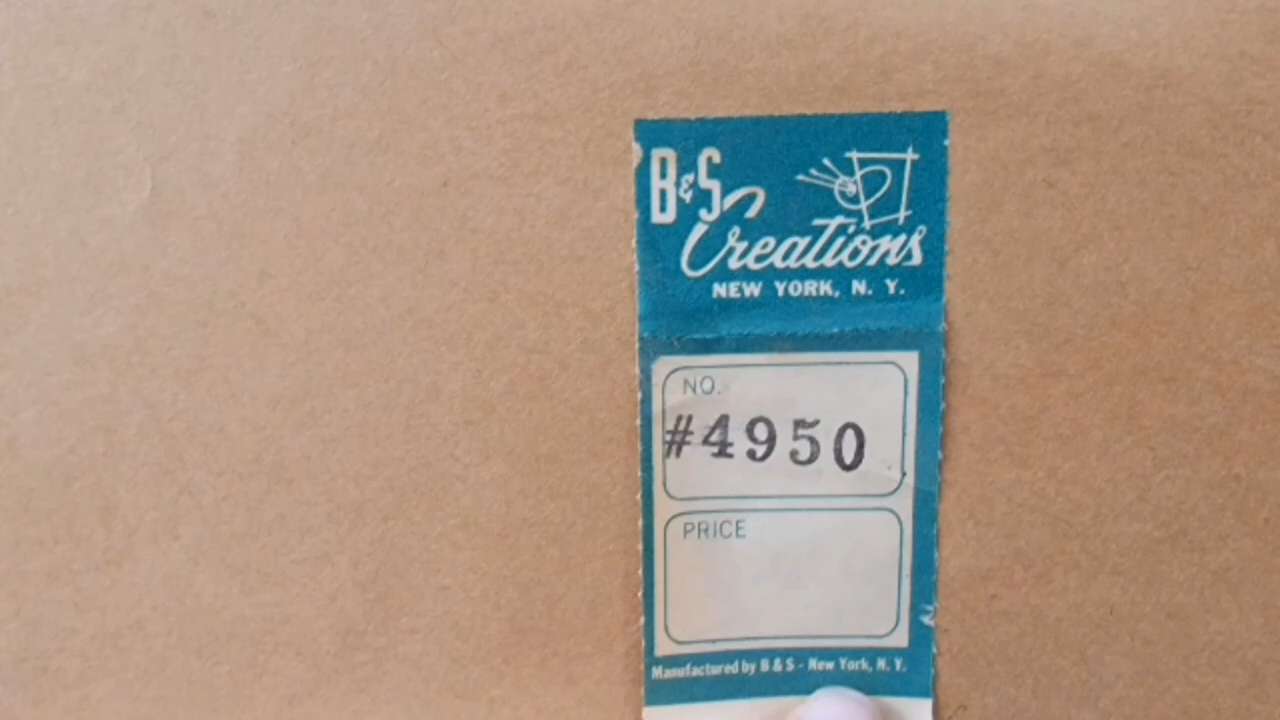 B&S
Creations
NEW YORK, N. Y.
NO.
#4950
PRICE
Manufactured by B & S - New York, N. Y.